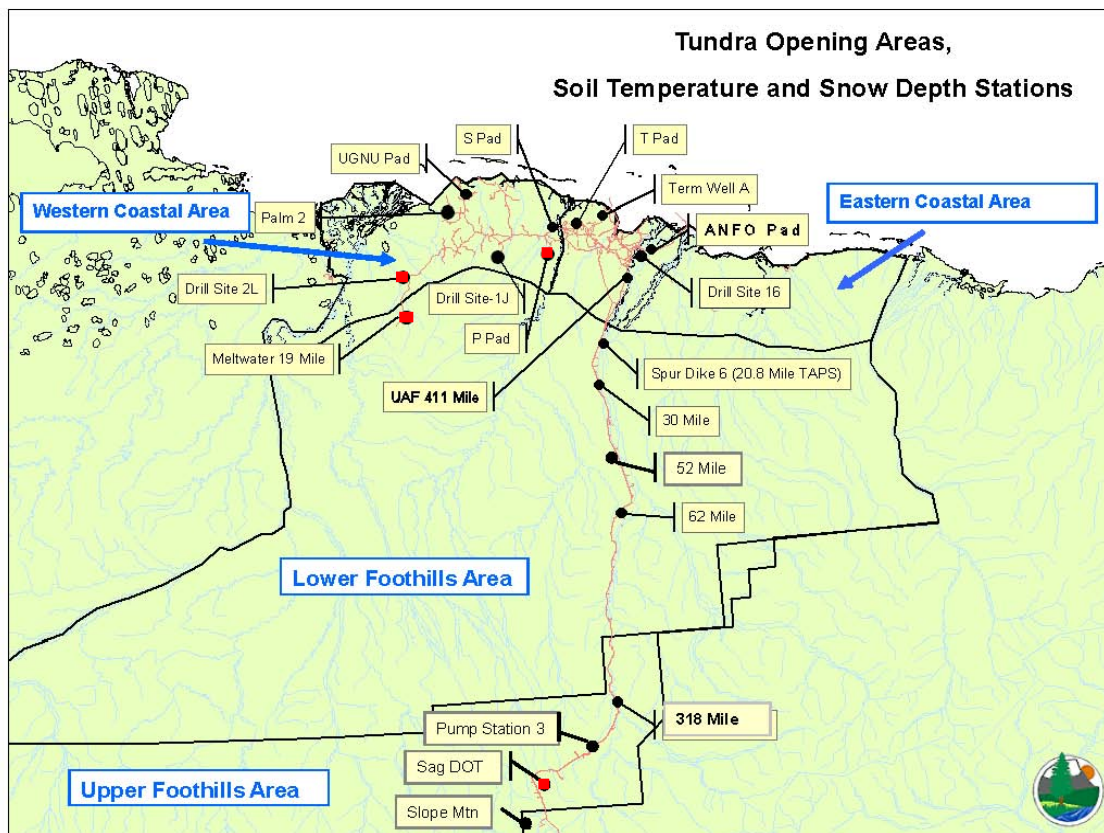 Tundra Opening Areas,
Soil Temperature and Snow Depth Stations
S Pad
T Pad
UGNU Pad
Term Well A
Western Coastal Area
Eastern Coastal Area
Palm 2
ANFO Pad
Drill Site 2L
Drill Site-1J
Drill Site 16
P Pad
Meltwater 19 Mile
Spur Dike 6 (20.8 Mile TAPS)
UAF 411 Mile
30 Mile
52 Mile
62 Mile
Lower Foothills Area
318 Mile
Pump Station 3
Sag DOT
Upper Foothills Area
Slope Mtn